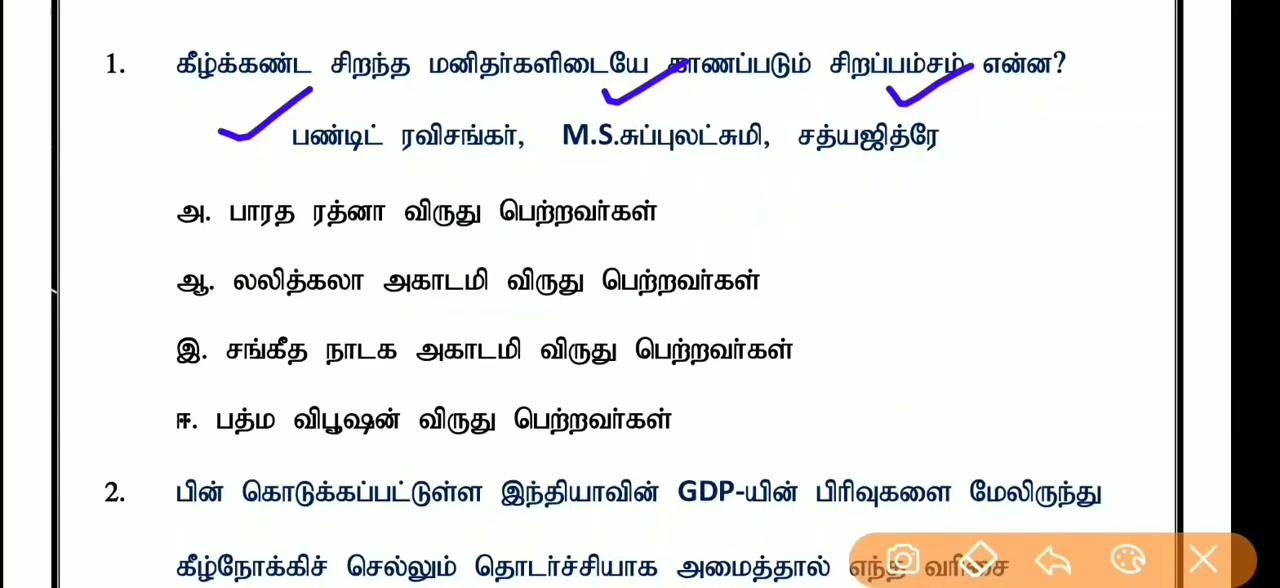 1. கீழ்க்கண்ட சிறந்த மனிதர்களிடையே காணப்படும் சிறப்பம்சம் என்ன?
பண்டிட் ரவிசங்கர், M.S.சுப்புலட்சுமி, சத்யஜித்ரே
அ. பாரத ரத்னா விருது பெற்றவர்கள்
ஆ. லலித்கலா அகாடமி விருது பெற்றவர்கள்
இ. சங்கீத நாடக அகாடமி விருது பெற்றவர்கள்
ஈ. பத்ம விபூஷன் விருது பெற்றவர்கள்
2. பின் கொடுக்கப்பட்டுள்ள இந்தியாவின் GDP-யின் பிரிவுகளை மேலிருந்து
கீழ்நோக்கிச் செல்லும் தொடர்ச்சியாக அமைத்தால் எந்த வரிசை